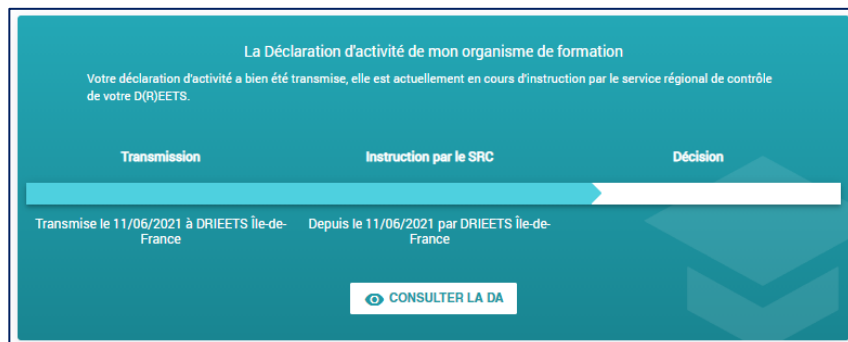 La Déclaration d'activité de mon organisme de formation
Votre déclaration d'activité a bien été transmise, elle est actuellement en cours d'instruction par le service régional de contrôle
de votre D(R)EETS.
Transmission
Instruction par le SRC
Décision
Transmise le 11/06/2021 à DRIEETS Île-de-
France
Depuis le 11/06/2021 par DRIEETS Île-de-
France
CONSULTER LA DA